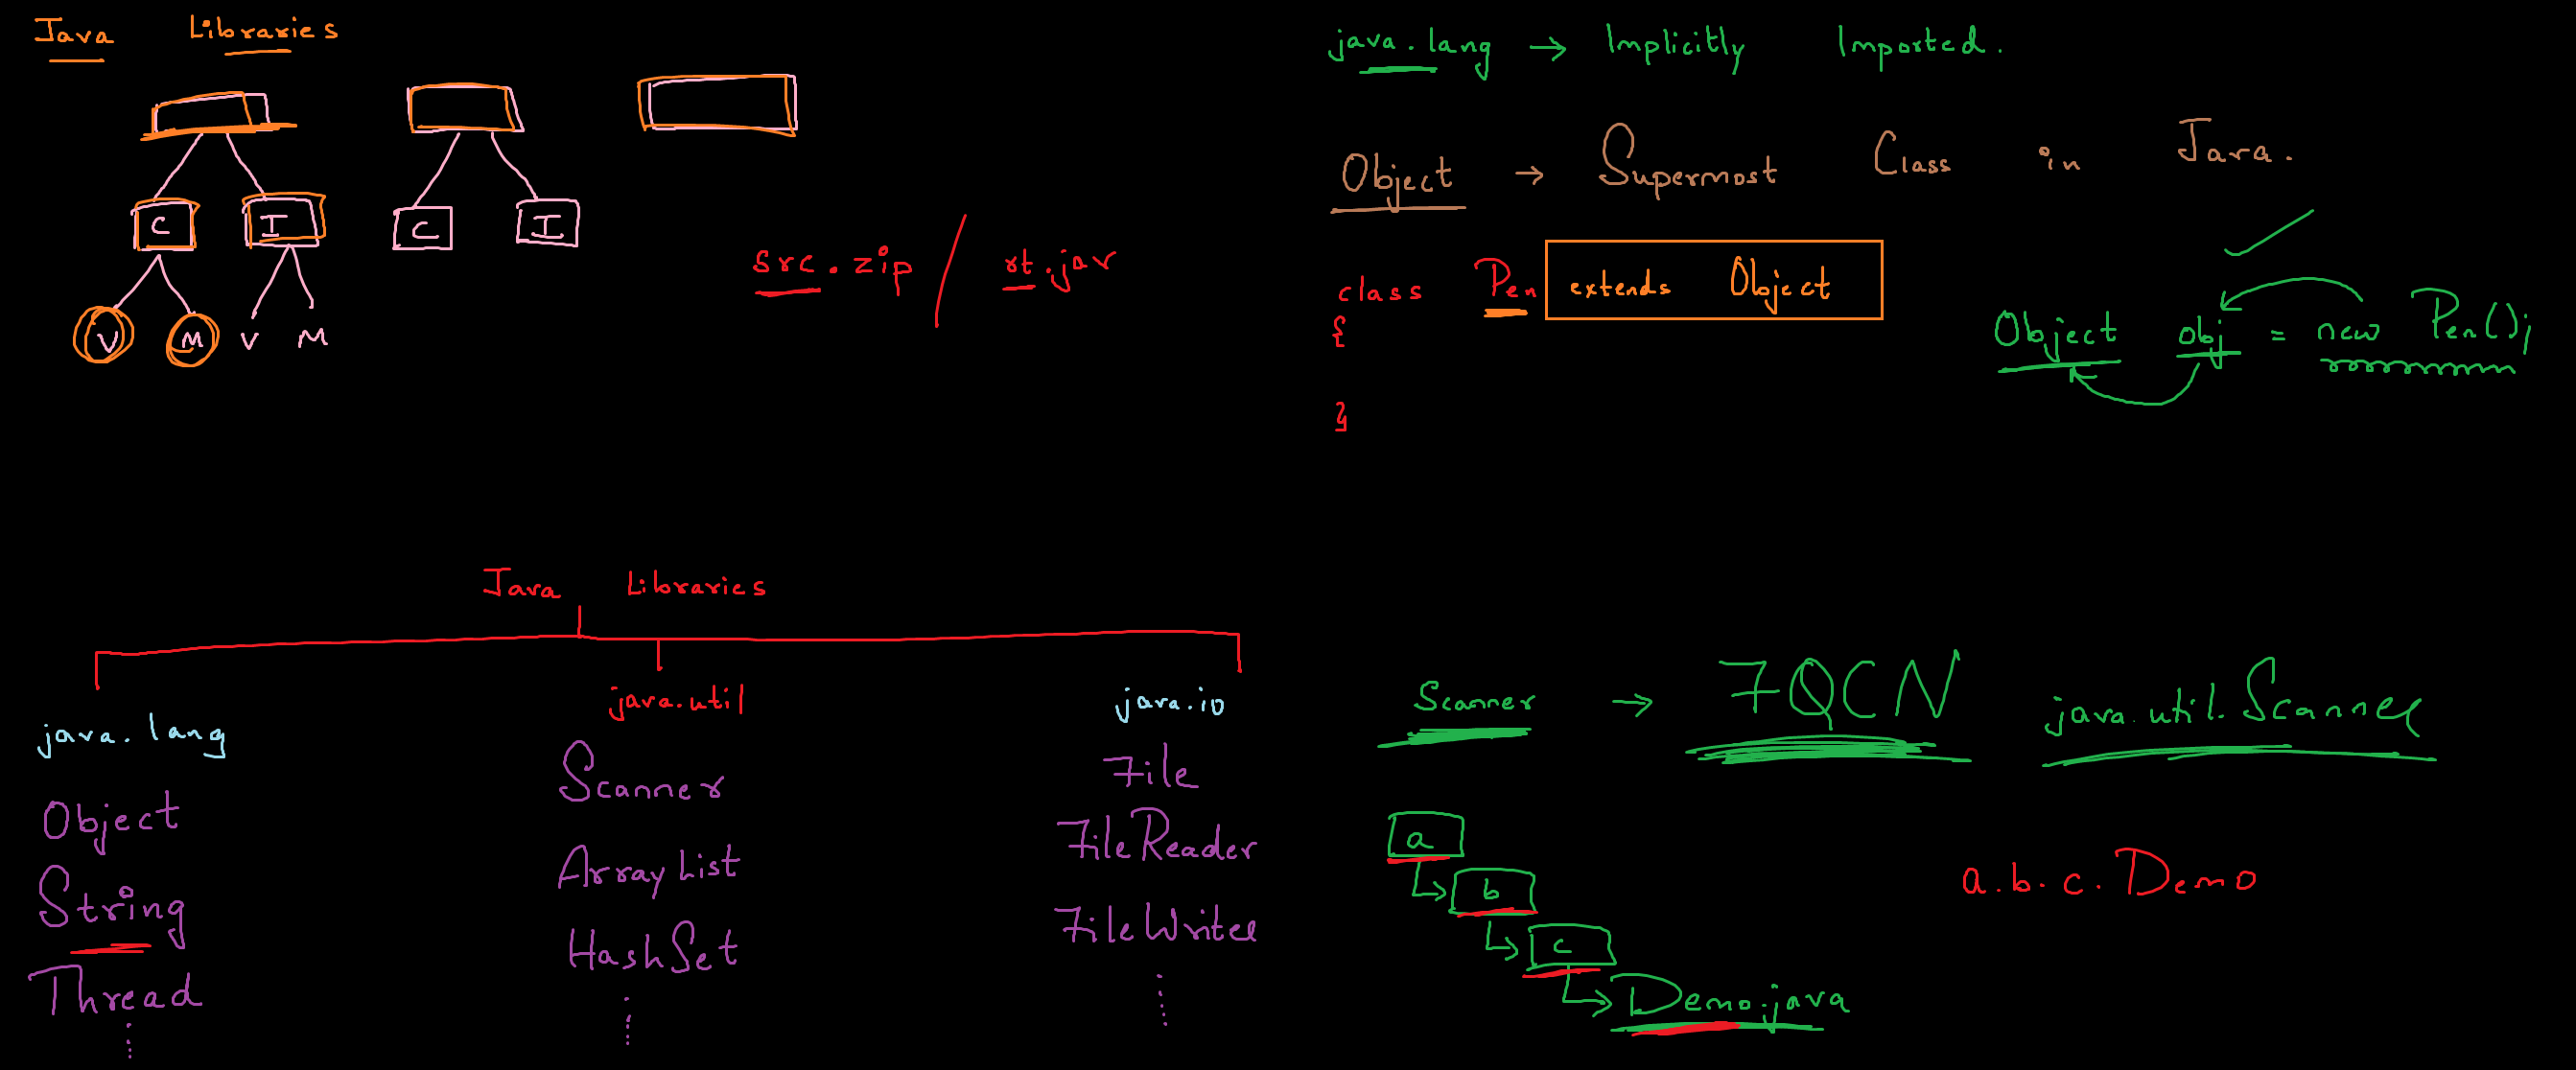 Java Libraries
C I C I
V M V M
src.zip / rt.jar
java.lang → Implicitly Imported.
Object → Supermost Class in Java.
class Pen extends Object
{
}
Object obj = new Pen();
Java Libraries
java.lang java.util java.io
Object Scanner File
String ArrayList FileReader
Thread HashSet FileWriter
Scanner → FQCN java.util.Scanner
a
b
c
Demo.java
a.b.c.Demo